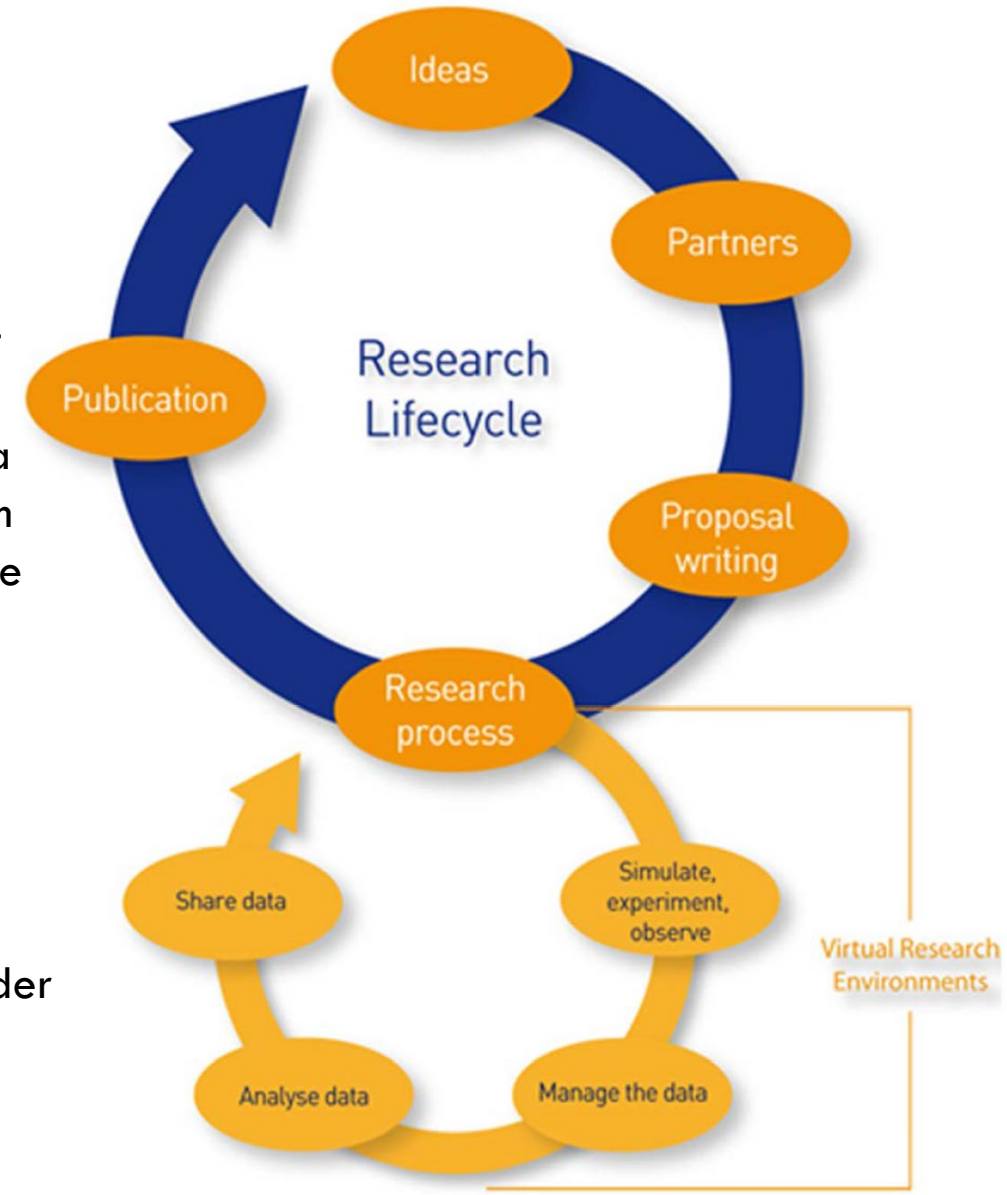 Ideas
Partners
Research
Lifecycle
Publication
Proposal
writing
Research
process
Simulate,
experiment,
observe
Share data
Virtual Research
Environments
Manage the data
Analyse data
a
e
der